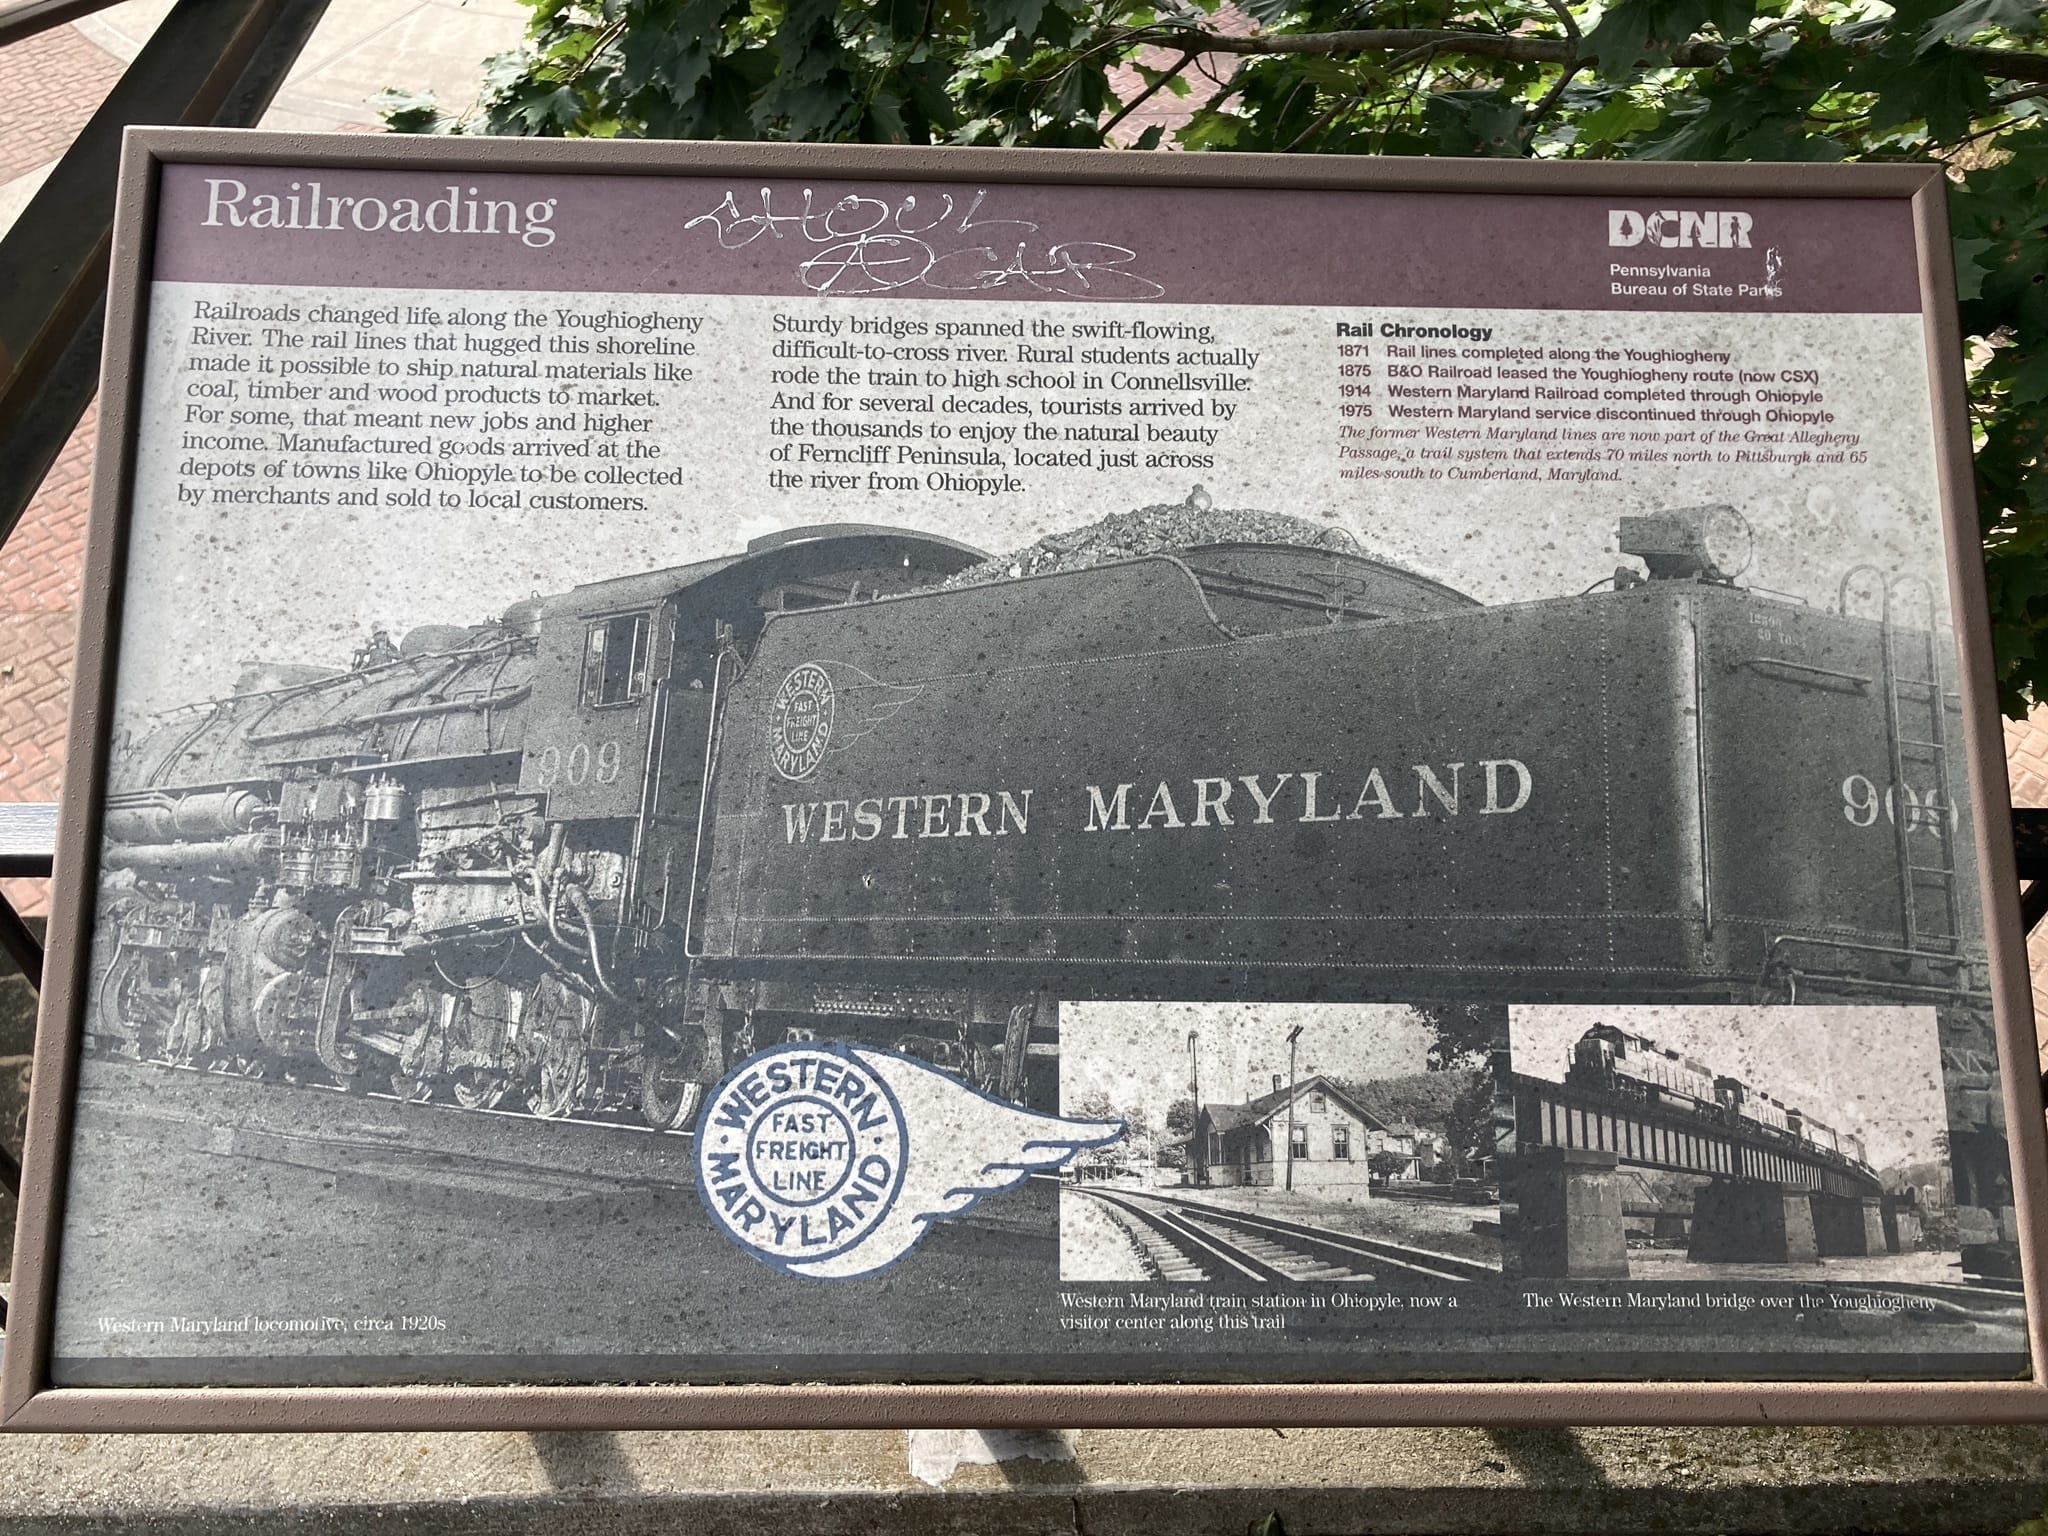 Railroading
GHOUL
DCNR
Pennsylvania
Bureau of State Parks
Railroads changed life along the Youghiogheny
River. The rail lines that hugged this shoreline
made it possible to ship natural materials like
coal, timber and wood products to market.
For some, that meant new jobs and higher
income. Manufactured goods arrived at the
depots of towns like Ohiopyle to be collected
by merchants and sold to local customers.
Sturdy bridges spanned the swift-flowing,
difficult-to-cross river. Rural students actually
rode the train to high school in Connellsville.
And for several decades, tourists arrived by
the thousands to enjoy the natural beauty
of Ferncliff Peninsula, located just across
the river from Ohiopyle.
Rail Chronology
1871 Rail lines completed along the Youghiogheny
1875 B&O Railroad leased the Youghiogheny route (now CSX)
1914 Western Maryland Railroad completed through Ohiopyle
1975 Western Maryland service discontinued through Ohiopyle
The former Western Maryland lines are now part of the Great Allegheny
Passage, a trail system that extends 70 miles north to Pittsburgh and 65
miles south to Cumberland, Maryland.
WESTERN
FAST
FREIGHT
LINE
MARYLAND
909
WESTERN MARYLAND
909
WESTERN
FAST
FREIGHT
LINE
MARYLAND
Western Maryland locomotive, circa 1920s
Western Maryland train station in Ohiopyle, now a
visitor center along this trail
The Western Maryland bridge over the Youghiogheny